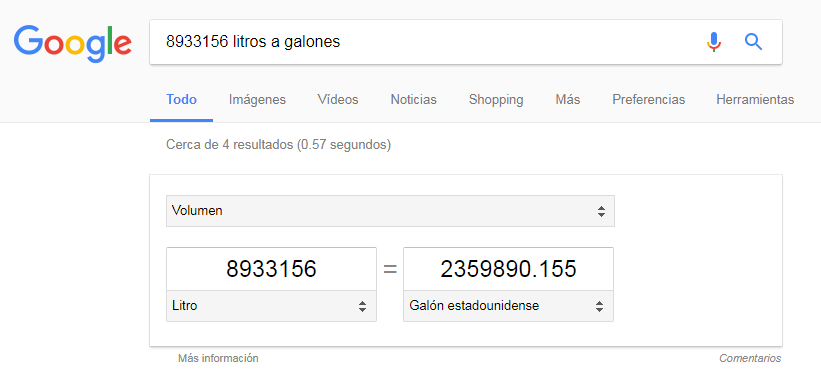 Google
8933156 litros a galones
Todo Imágenes Vídeos Noticias Shopping Más Preferencias Herramientas
Cerca de 4 resultados (0.57 segundos)
Volumen
8933156 = 2359890.155
Litro Galón estadounidense
Más información Comentarios